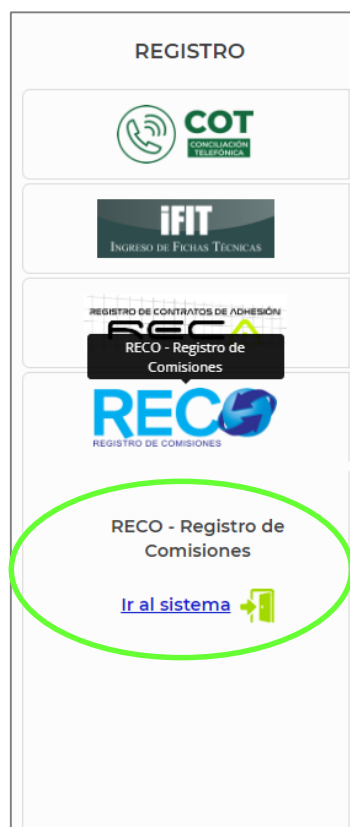 REGISTRO
COT
CONCILIACIÓN
TELEFÓNICA
iFIT
INGRESO DE FICHAS TÉCNICAS
REGISTRO DE CONTRATOS DE ADHESIÓN
RECA
RECO - Registro de
Comisiones
RECO
REGISTRO DE COMISIONES
RECO - Registro de
Comisiones
Ir al sistema